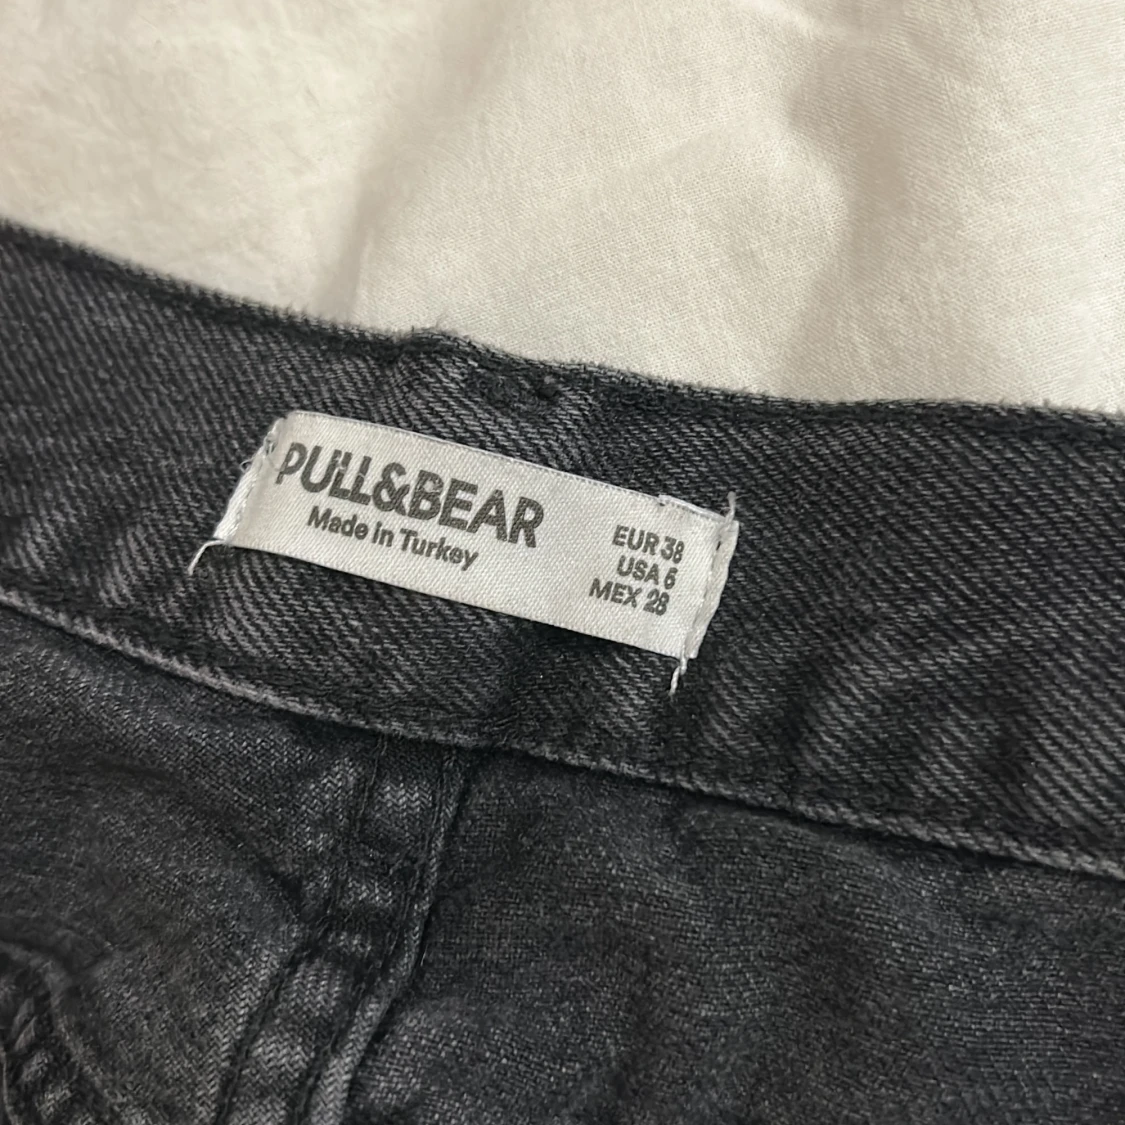 PULL&BEAR
Made in Turkey
EUR 38
USA 6
MEX 28